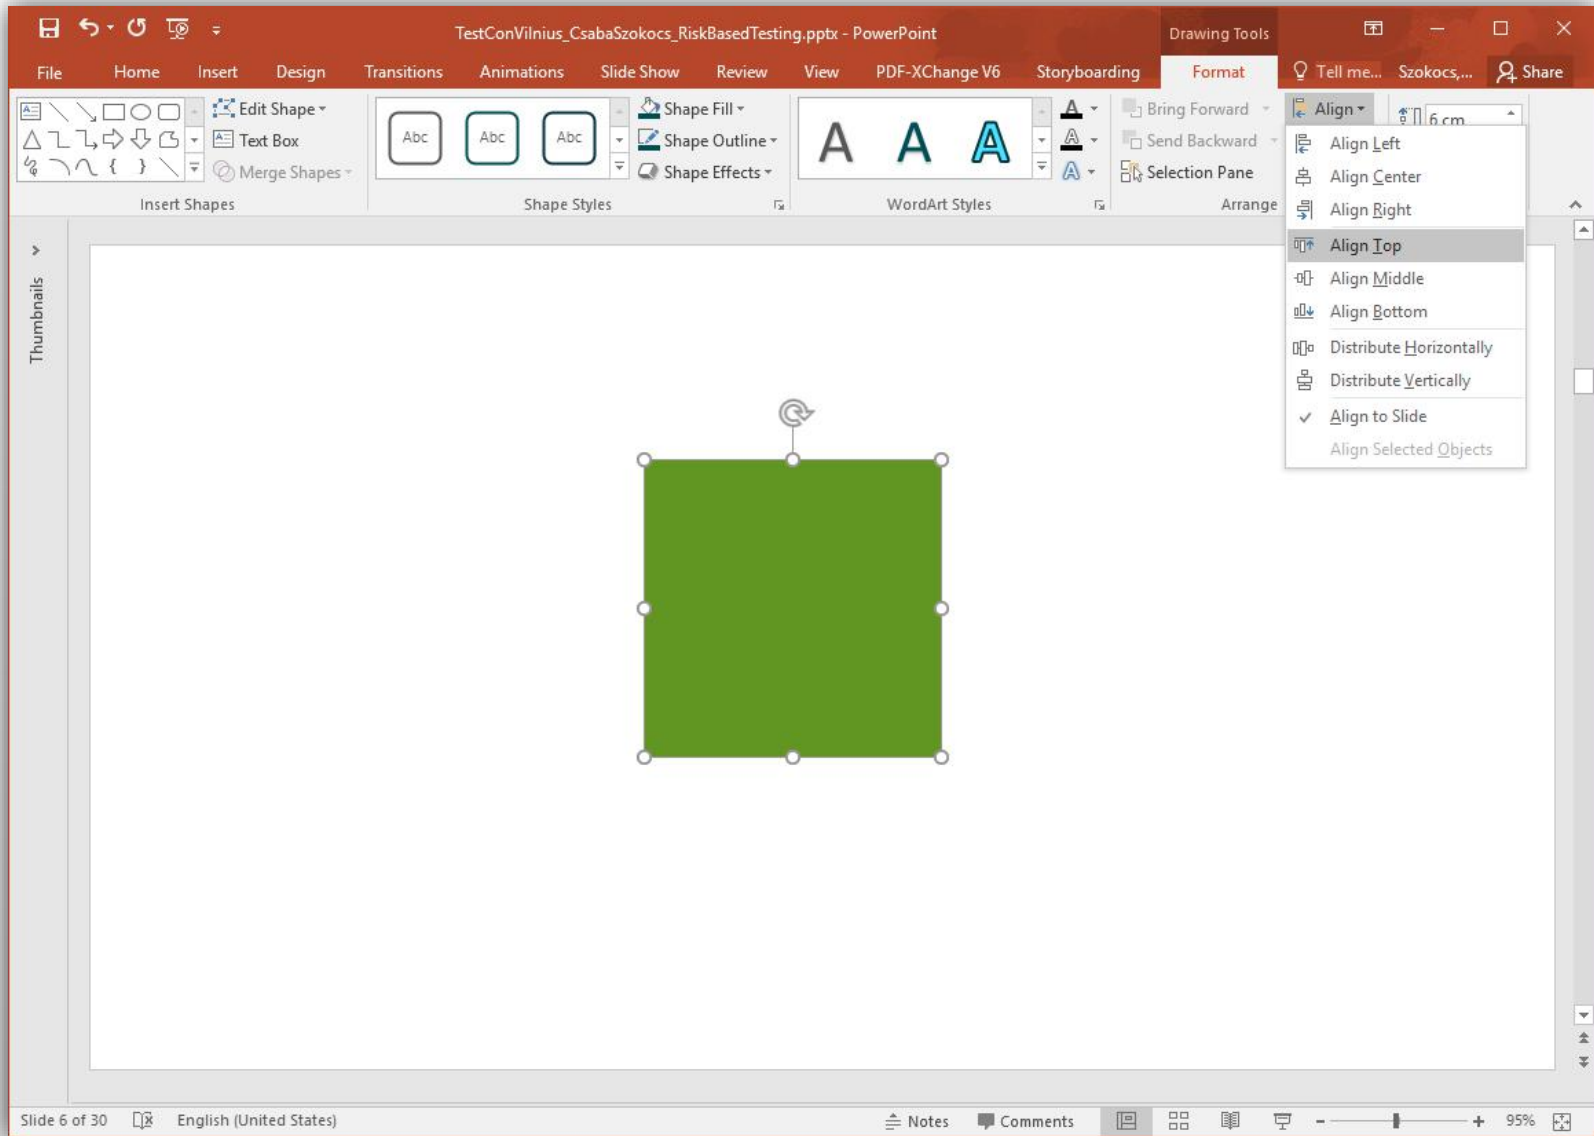 TestConVilnius_CsabaSzokocs_RiskBasedTesting.pptx - PowerPoint
Drawing Tools
File Home Insert Design Transitions Animations Slide Show Review View PDF-XChange V6 Storyboarding Format Tell me... Szokocs,... Share
Edit Shape
Text Box
Merge Shapes
Insert Shapes
Abc Abc Abc
Shape Fill
Shape Outline
Shape Effects
Shape Styles
A A A
A
A
A
WordArt Styles
Bring Forward
Send Backward
Selection Pane
Arrange
Align
6 cm
Align Left
Align Center
Align Right
Align Top
Align Middle
Align Bottom
Distribute Horizontally
Distribute Vertically
Align to Slide
Align Selected Objects
Thumbnails
Slide 6 of 30 English (United States) Notes Comments 95%